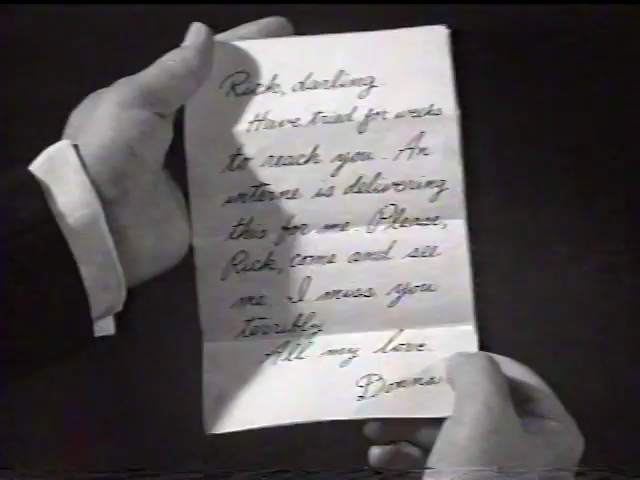 Rick, darling
Have tried for weeks
to reach you. An
interne is delivering
this for me. Please,
Rick, come and see
me. I miss you
terribly
All my love
Donna